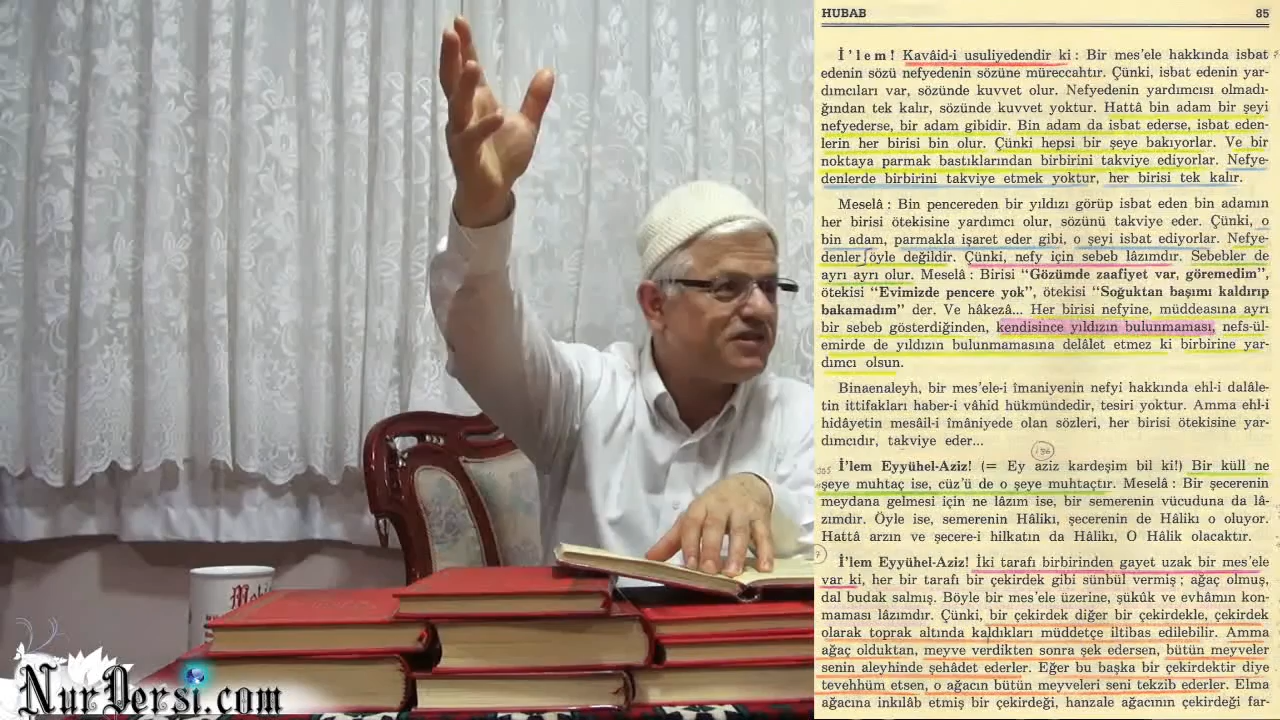 HUBAB 85
İ'lem! Kavâid-i usuliyedendir ki : Bir mes'ele hakkında isbat
edenin sözü nefyedenin sözüne müreccahtır. Çünki, isbat edenin yar-
dımcıları var, sözünde kuvvet olur. Nefyedenin yardımcısı olmadı-
ğından tek kalır, sözünde kuvvet yoktur. Hattâ bin adam bir şeyi
nefyederse, bir adam gibidir. Bin adam da isbat ederse, isbat eden-
lerin her birisi bin olur. Çünki hepsi bir şeye bakıyorlar. Ve bir
noktaya parmak bastıklarından birbirini takviye ediyorlar. Nefye-
denlerde birbirini takviye etmek yoktur, her birisi tek kalır.
Meselâ : Bin pencereden bir yıldızı görüp isbat eden bin adamın
her birisi ötekisine yardımcı olur, sözünü takviye eder. Çünki, o
bin adam, parmakla işaret eder gibi, o şeyi isbat ediyorlar. Nefye-
denler öyle değildir. Çünki, nefy için sebeb lâzımdır. Sebebler de
ayrı ayrı olur. Meselâ : Birisi "Gözümde zaafiyet var, göremedim",
ötekisi "Evimizde pencere yok", ötekisi "Soğuktan başımı kaldırıp
bakamadım" der. Ve hâkezâ... Her birisi nefyine, müddeasına ayrı
bir sebeb gösterdiğinden, kendisince yıldızın bulunmaması, nefs-ül-
emirde de yıldızın bulunmamasına delâlet etmez ki birbirine yar-
dımcı olsun.
Binaenaleyh, bir mes'ele-i îmaniyenin nefyi hakkında ehl-i dalâle-
tin ittifakları haber-i vâhid hükmündedir, tesiri yoktur. Amma ehl-i
hidâyetin mesâil-i îmâniyede olan sözleri, her birisi ötekisine yar-
dımcıdır, takviye eder...
İ'lem Eyyühel-Aziz! (= Ey aziz kardeşim bil ki!) Bir küll ne
şeye muhtaç ise, cüz'ü de o şeye muhtaçtır. Meselâ : Bir şecerenin
meydana gelmesi için ne lâzım ise, bir semerenin vücuduna da lâ-
zımdır. Öyle ise, semerenin Hâlikı, şecerenin de Hâlikı o oluyor.
Hattâ arzın ve şecere-i hilkatın da Hâlikı, O Hâlik olacaktır.
İ'lem Eyyühel-Aziz! İki tarafı birbirinden gayet uzak bir mes'ele
var ki, her bir tarafı bir çekirdek gibi sünbül vermiş ; ağaç olmuş,
dal budak salmış. Böyle bir mes'ele üzerine, şükûk ve evhâmın kon-
maması lâzımdır. Çünki, bir çekirdek diğer bir çekirdekle, çekirdek
olarak toprak altında kaldıkları müddetçe iltibas edilebilir. Amma
ağaç olduktan, meyve verdikten sonra şek edersen, bütün meyveler
senin aleyhinde şehâdet ederler. Eğer bu başka bir çekirdektir diye
tevehhüm etsen, o ağacın bütün meyveleri seni tekzib ederler. Elma
ağacına inkılâb etmiş bir çekirdeği, hanzale ağacının çekirdeği far-
NurDersi.com